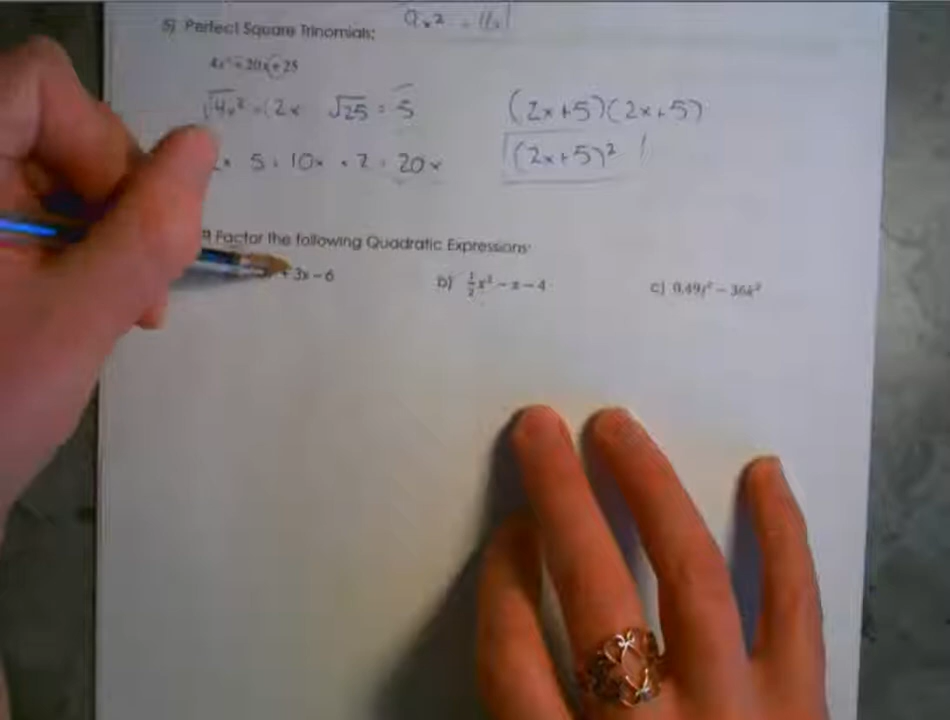 9x² - 16
5) Perfect Square Trinomials:
4x² + 20x + 25
√4x² = 2x √25 = 5 (2x+5)(2x+5)
5 = 10x × 2 = 20x (2x+5)²
Factor the following Quadratic Expressions:
+ 3x – 6 b) ½x² – x – 4 c) 0.49t² – 36k²